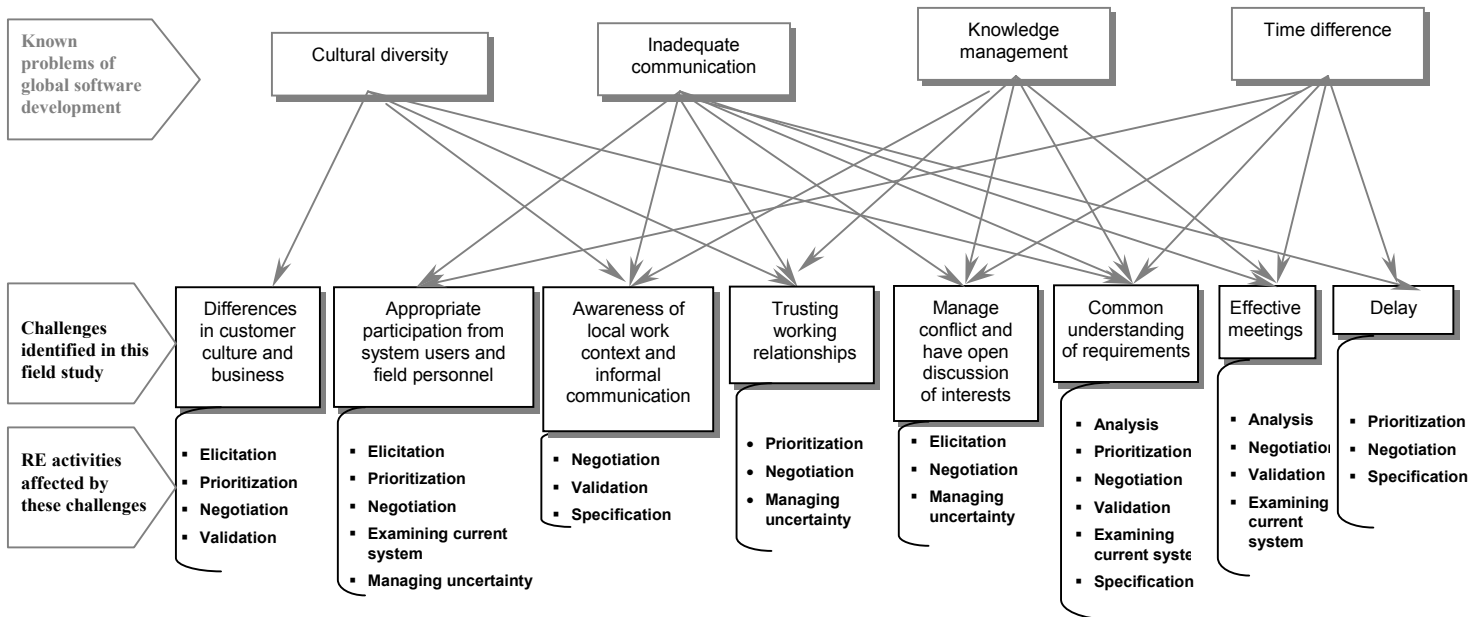 Known
problems of
global software
development
Cultural diversity
Inadequate
communication
Knowledge
management
Time difference
Challenges
identified in this
field study
Differences
in customer
culture and
business
Appropriate
participation from
system users and
field personnel
Awareness of
local work
context and
informal
communication
Trusting
working
relationships
Manage
conflict and
have open
discussion
of interests
Common
understanding
of requirements
Effective
meetings
Delay
RE activities
affected by
these challenges
▪ Elicitation
▪ Prioritization
▪ Negotiation
▪ Validation
▪ Elicitation
▪ Prioritization
▪ Negotiation
▪ Examining current
system
▪ Managing uncertainty
▪ Negotiation
▪ Validation
▪ Specification
• Prioritization
• Negotiation
• Managing
uncertainty
▪ Elicitation
▪ Negotiation
▪ Managing
uncertainty
▪ Analysis
▪ Prioritization
▪ Negotiation
▪ Validation
▪ Examining
current syste
▪ Specification
▪ Analysis
▪ Negotiation
▪ Validation
▪ Examining
current
system
▪ Prioritization
▪ Negotiation
▪ Specification